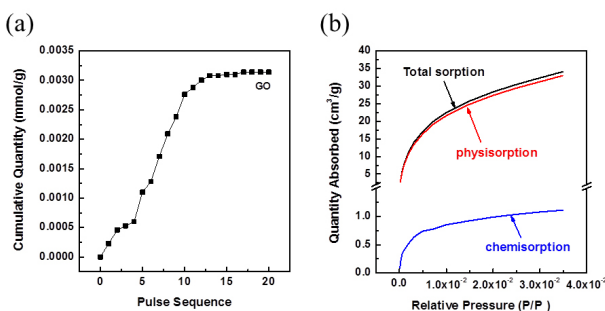 (a)
0.0035
0.0030
0.0025
0.0020
0.0015
0.0010
0.0005
0.0000
Cumulative Quantity (mmol/g)
GO
0 5 10 15 20
Pulse Sequence
(b)
40
35
30
25
20
15
10
5
1.0
0.5
0.0
Quantity Absorbed (cm³/g)
Total sorption
physisorption
chemisorption
0.0 1.0x10⁻² 2.0x10⁻² 3.0x10⁻² 4.0x10⁻²
Relative Pressure (P/P )